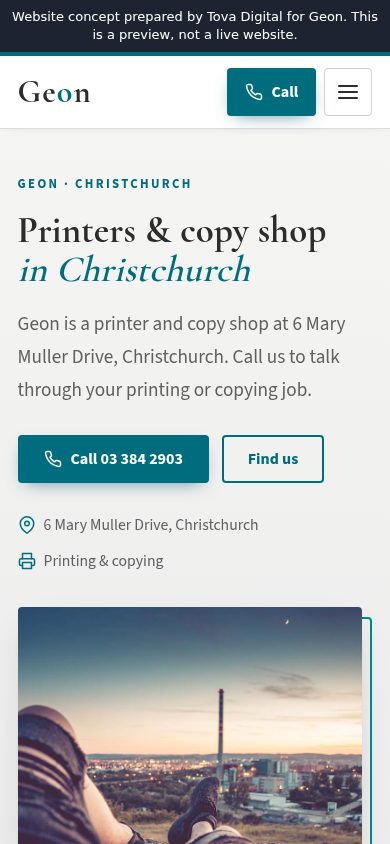 Website concept prepared by Tova Digital for Geon. This
is a preview, not a live website.
Geon
Call
GEON · CHRISTCHURCH
Printers & copy shop
in Christchurch
Geon is a printer and copy shop at 6 Mary
Muller Drive, Christchurch. Call us to talk
through your printing or copying job.
Call 03 384 2903
Find us
6 Mary Muller Drive, Christchurch
Printing & copying